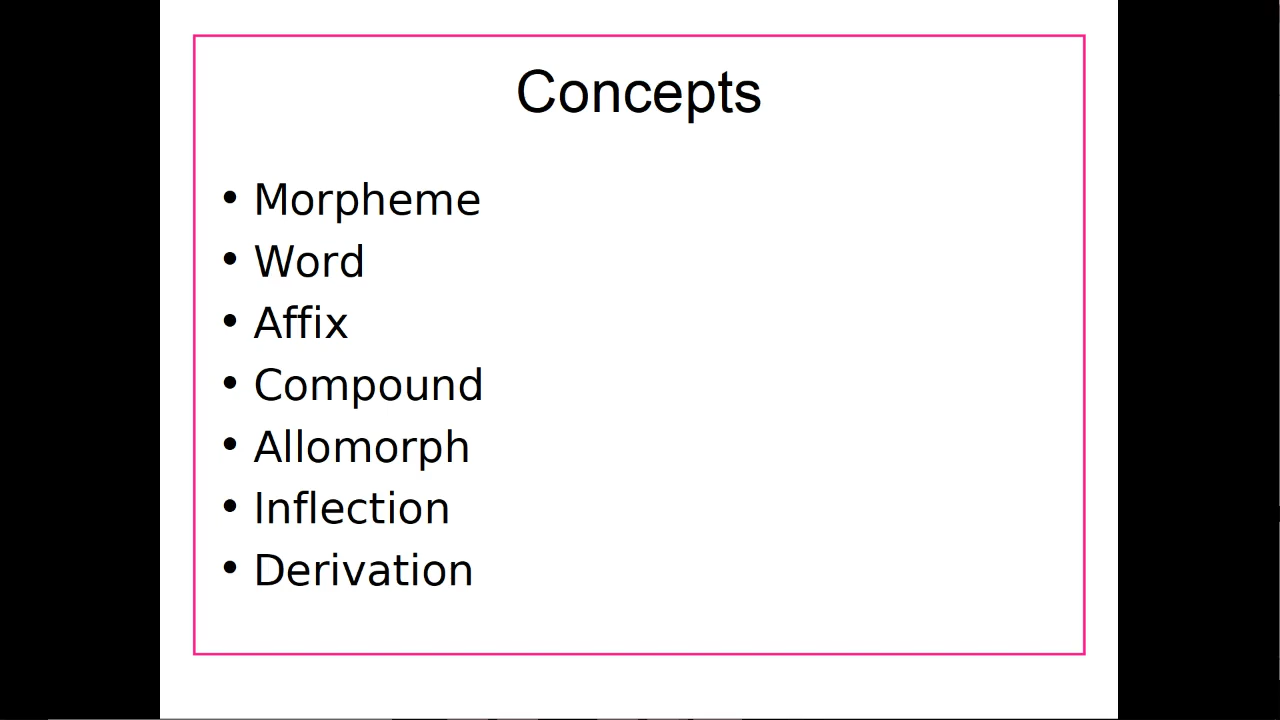 Concepts
• Morpheme
• Word
• Affix
• Compound
• Allomorph
• Inflection
• Derivation